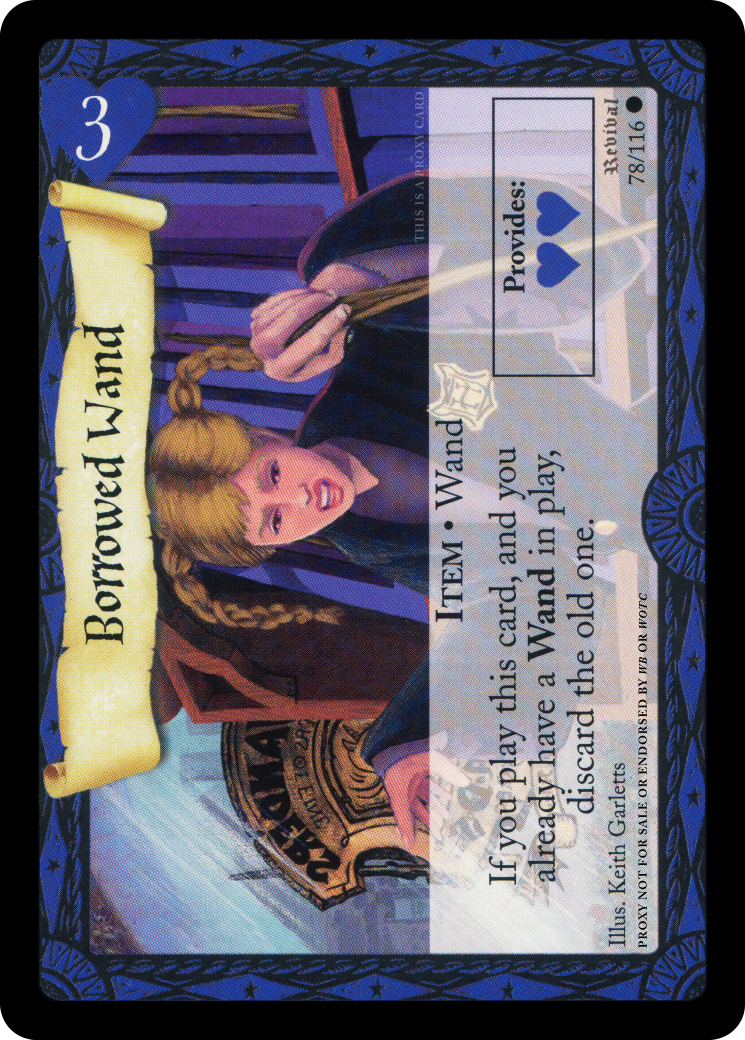 3
Borrowed Wand
THIS IS A PROXY CARD
ITEM • Wand
If you play this card, and you
already have a Wand in play,
discard the old one.
Provides:
Illus. Keith Garletts
PROXY NOT FOR SALE OR ENDORSED BY WB OR WOTC
Revival
78/116